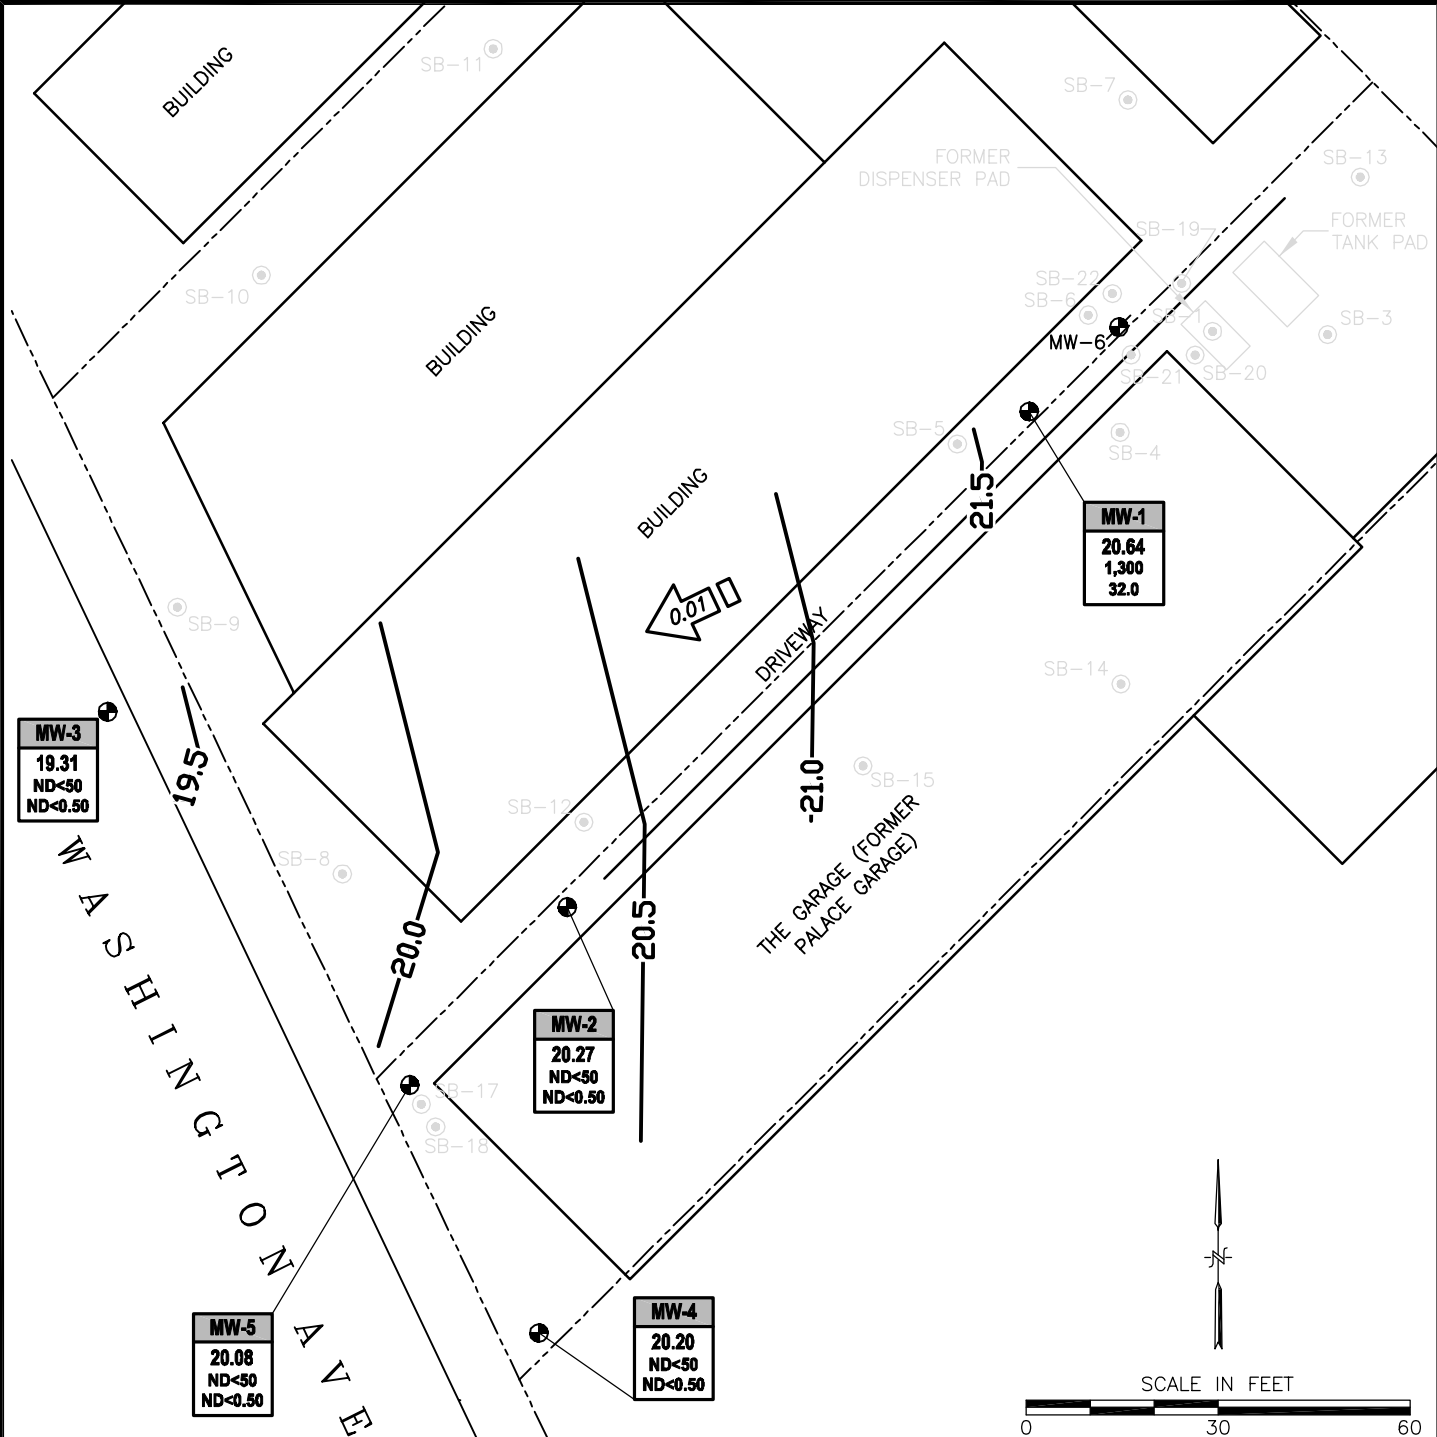 BUILDING
SB-11
SB-7
SB-13
FORMER
DISPENSER PAD
FORMER
TANK PAD
SB-19
SB-22
SB-6
SB-10
SB-1
SB-3
MW-6
SB-21
SB-20
BUILDING
SB-5
SB-4
BUILDING
21.5
MW-1
20.64
1,300
32.0
0.01
SB-9
DRIVEWAY
SB-14
MW-3
19.31
ND<50
ND<0.50
19.5
-21.0
SB-15
SB-12
SB-8
THE GARAGE (FORMER
PALACE GARAGE)
20.0
20.5
MW-2
20.27
ND<50
ND<0.50
SB-17
SB-18
WASHINGTON AVE
N
MW-5
20.08
ND<50
ND<0.50
MW-4
20.20
ND<50
ND<0.50
SCALE IN FEET
0 30 60